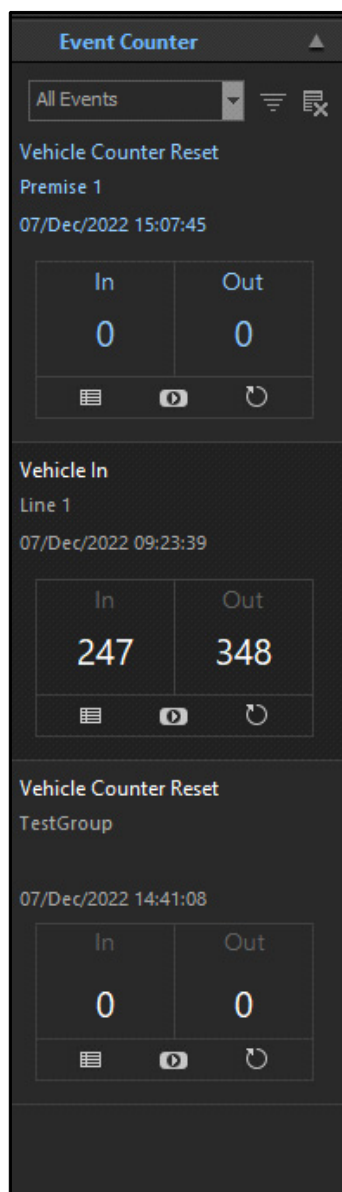 Event Counter
All Events
Vehicle Counter Reset
Premise 1
07/Dec/2022 15:07:45
In Out
0 0
Vehicle In
Line 1
07/Dec/2022 09:23:39
In Out
247 348
Vehicle Counter Reset
TestGroup
07/Dec/2022 14:41:08
In Out
0 0